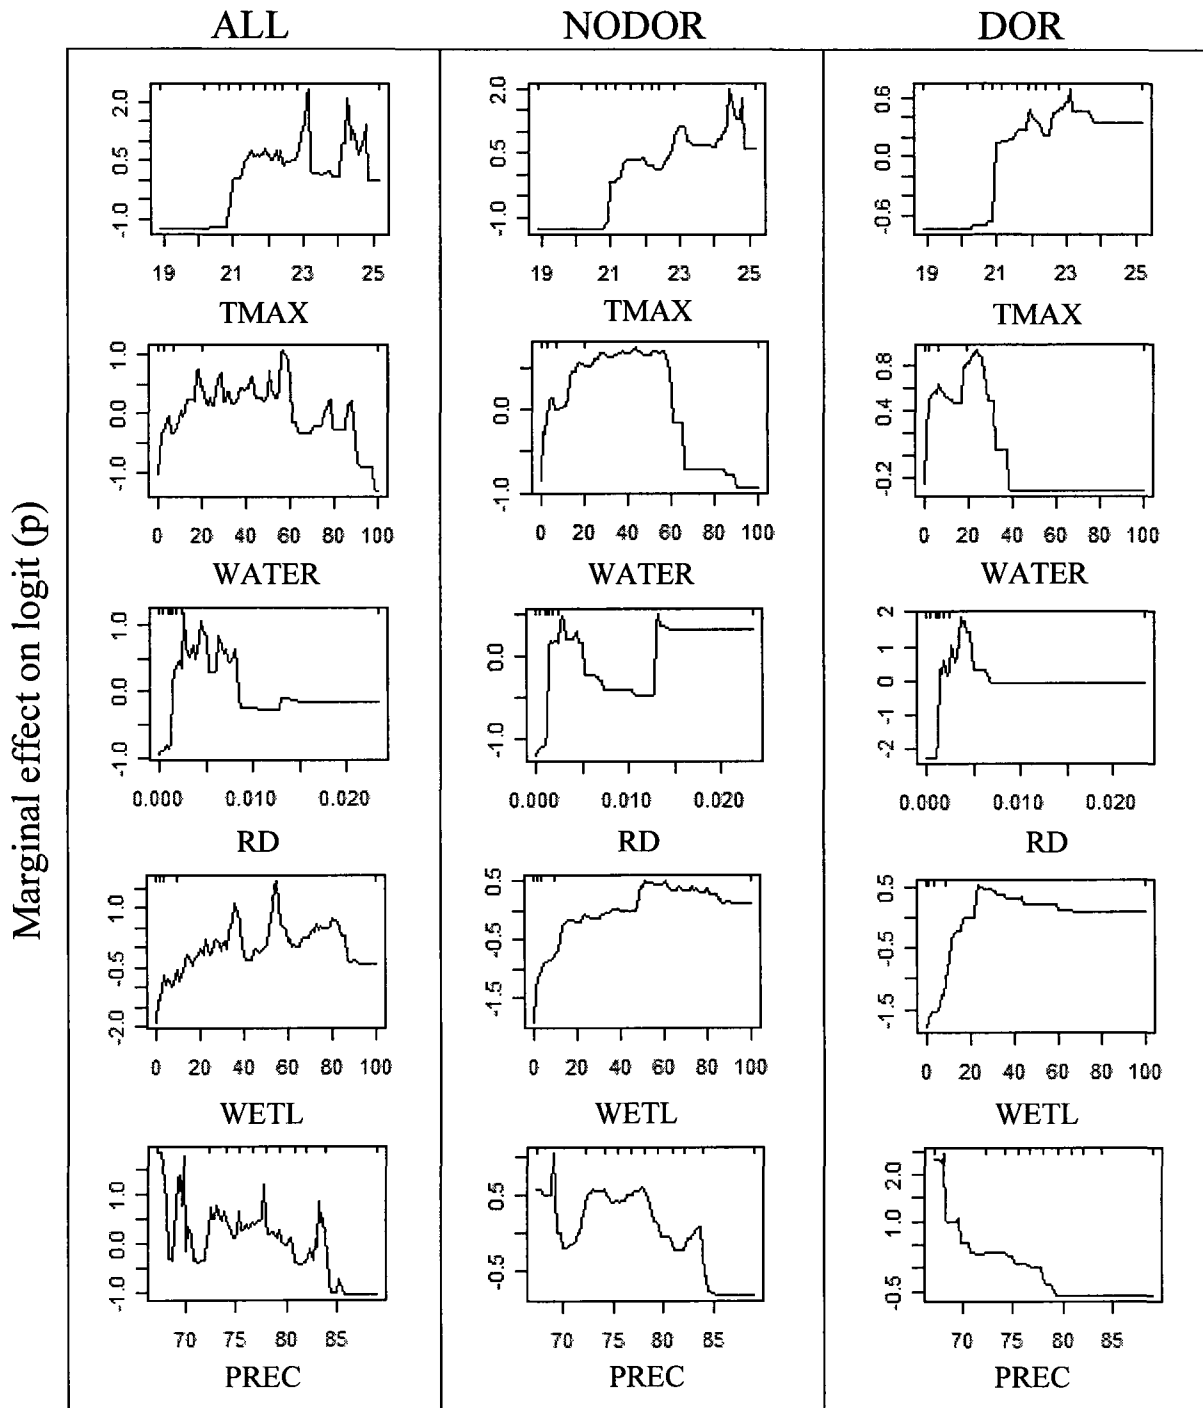 ALL NODOR DOR
Marginal effect on logit (p)
-1.0 0.5 2.0
19 21 23 25
TMAX
-1.0 0.5 2.0
19 21 23 25
TMAX
-0.6 0.0 0.6
19 21 23 25
TMAX
-1.0 0.0 1.0
0 20 40 60 80 100
WATER
-1.0 0.0
0 20 40 60 80 100
WATER
-0.2 0.4 0.8
0 20 40 60 80 100
WATER
-1.0 0.0 1.0
0.000 0.010 0.020
RD
-1.0 0.0
0.000 0.010 0.020
-2 -1 0 1 2
0.000 0.010 0.020
RD
-2.0 -0.5 1.0
0 20 40 60 80 100
WETL
-1.5 -0.5 0.5
0 20 40 60 80 100
WETL
-1.5 -0.5 0.5
0 20 40 60 80 100
WETL
-1.0 0.0 1.0
70 75 80 85
PREC
-0.5 0.5
70 75 80 85
PREC
-0.5 1.0 2.0
70 75 80 85
PREC